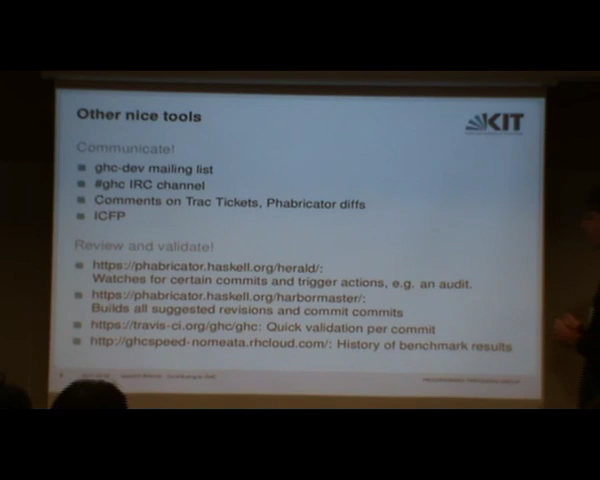 Other nice tools
KIT
Communicate!
ghc-dev mailing list
#ghc IRC channel
Comments on Trac Tickets, Phabricator diffs
ICFP
Review and validate!
https://phabricator.haskell.org/herald/:
Watches for certain commits and trigger actions, e.g. an audit.
https://phabricator.haskell.org/harbormaster/:
Builds all suggested revisions and commit commits
https://travis-ci.org/ghc/ghc: Quick validation per commit
http://ghcspeed-nomeata.rhcloud.com/: History of benchmark results